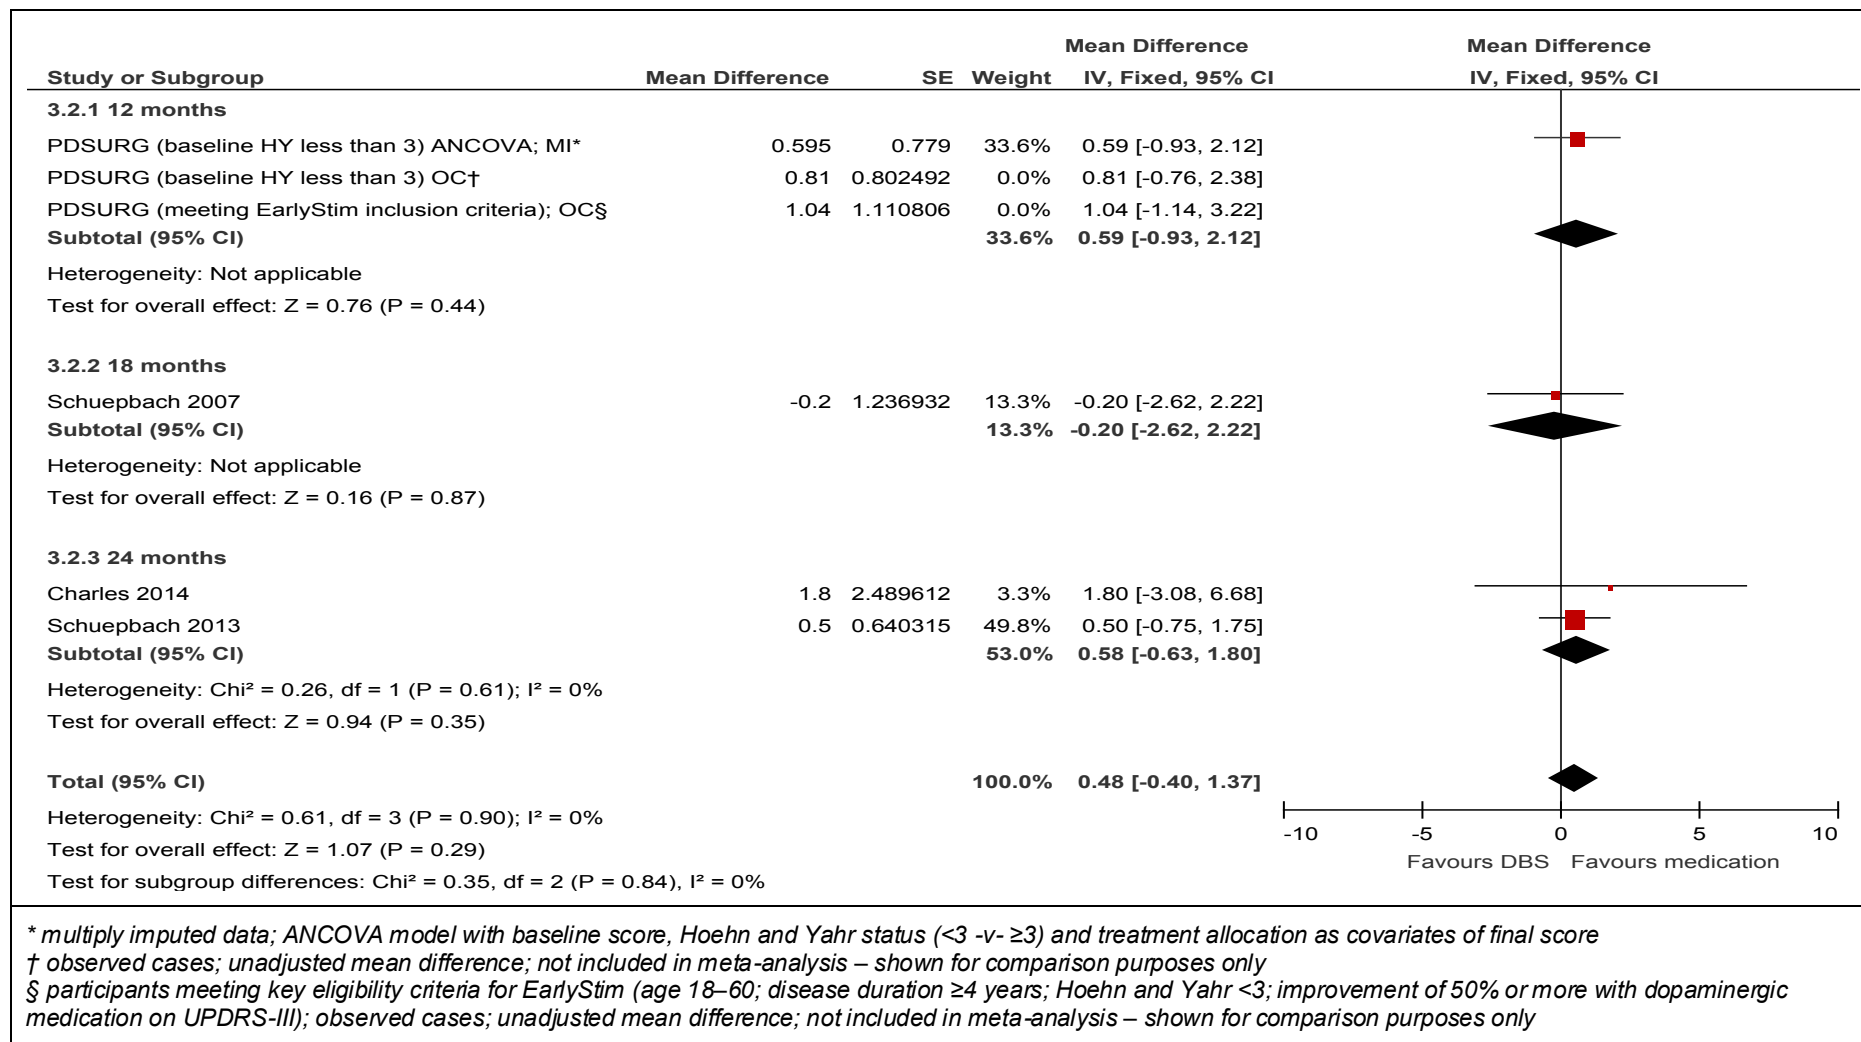 Mean Difference Mean Difference
Study or Subgroup Mean Difference SE Weight IV, Fixed, 95% CI IV, Fixed, 95% CI
3.2.1 12 months
PDSURG (baseline HY less than 3) ANCOVA; MI* 0.595 0.779 33.6% 0.59 [-0.93, 2.12]
PDSURG (baseline HY less than 3) OC† 0.81 0.802492 0.0% 0.81 [-0.76, 2.38]
PDSURG (meeting EarlyStim inclusion criteria); OC§ 1.04 1.110806 0.0% 1.04 [-1.14, 3.22]
Subtotal (95% CI) 33.6% 0.59 [-0.93, 2.12]
Heterogeneity: Not applicable
Test for overall effect: Z = 0.76 (P = 0.44)
3.2.2 18 months
Schuepbach 2007 -0.2 1.236932 13.3% -0.20 [-2.62, 2.22]
Subtotal (95% CI) 13.3% -0.20 [-2.62, 2.22]
Heterogeneity: Not applicable
Test for overall effect: Z = 0.16 (P = 0.87)
3.2.3 24 months
Charles 2014 1.8 2.489612 3.3% 1.80 [-3.08, 6.68]
Schuepbach 2013 0.5 0.640315 49.8% 0.50 [-0.75, 1.75]
Subtotal (95% CI) 53.0% 0.58 [-0.63, 1.80]
Heterogeneity: Chi² = 0.26, df = 1 (P = 0.61); I² = 0%
Test for overall effect: Z = 0.94 (P = 0.35)
Total (95% CI) 100.0% 0.48 [-0.40, 1.37]
Heterogeneity: Chi² = 0.61, df = 3 (P = 0.90); I² = 0%
Test for overall effect: Z = 1.07 (P = 0.29)
Test for subgroup differences: Chi² = 0.35, df = 2 (P = 0.84), I² = 0%
-10 -5 0 5 10
Favours DBS Favours medication
* multiply imputed data; ANCOVA model with baseline score, Hoehn and Yahr status (<3 -v- ≥3) and treatment allocation as covariates of final score
† observed cases; unadjusted mean difference; not included in meta-analysis – shown for comparison purposes only
§ participants meeting key eligibility criteria for EarlyStim (age 18–60; disease duration ≥4 years; Hoehn and Yahr <3; improvement of 50% or more with dopaminergic
medication on UPDRS-III); observed cases; unadjusted mean difference; not included in meta-analysis – shown for comparison purposes only